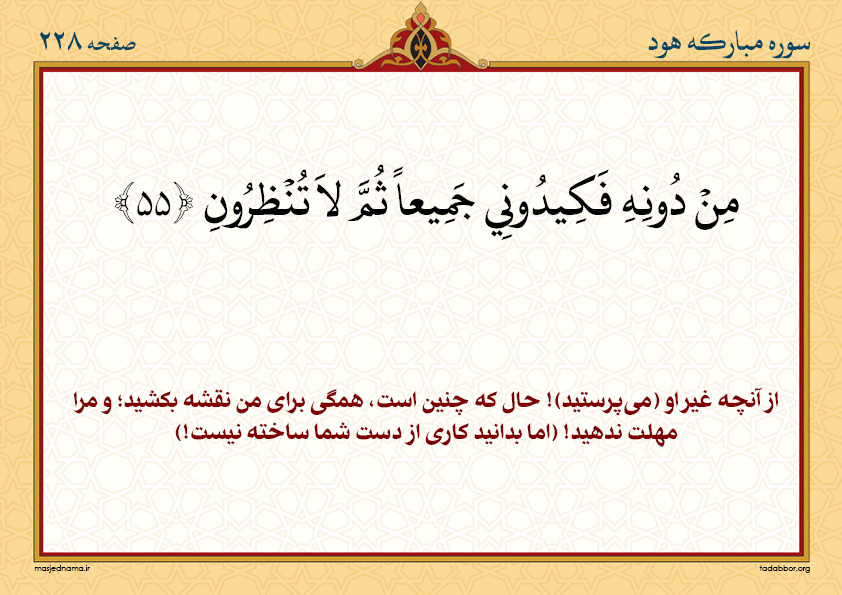 سوره مبارکه هود
صفحه ۲۲۸
مِنْ دُونِهِ فَكِيدُونِي جَمِيعاً ثُمَّ لاَ تُنْظِرُونِ ﴿۵۵﴾
از آنچه غیر او (می‌پرستید)! حال که چنین است، همگی برای من نقشه بکشید؛ و مرا
مهلت ندهید! (اما بدانید کاری از دست شما ساخته نیست!)
masjednama.ir
tadabbor.org